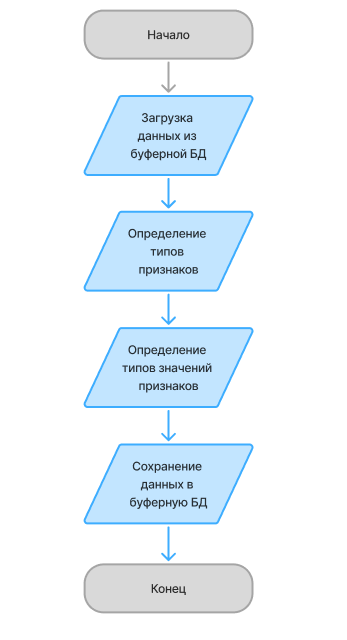 Начало
Загрузка
данных из
буферной БД
Определение
типов
признаков
Определение
типов значений
признаков
Сохранение
данных в
буферную БД
Конец